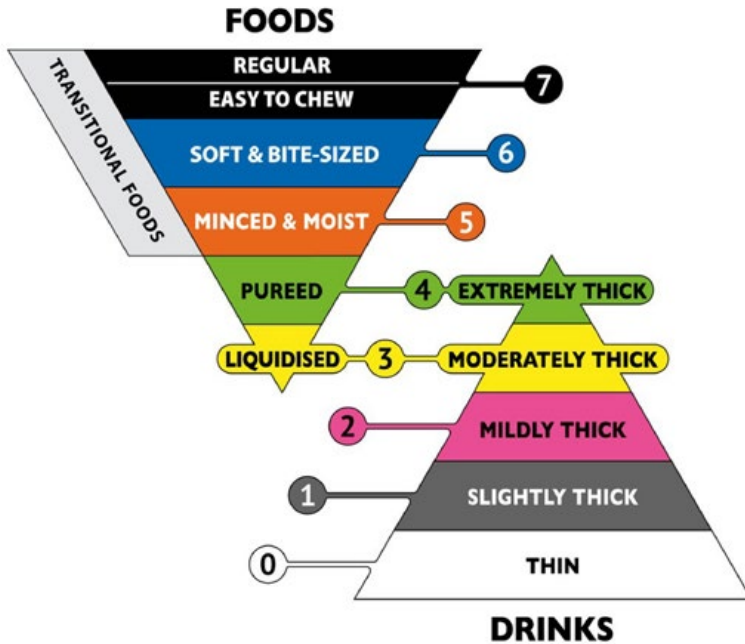 FOODS
TRANSITIONAL FOODS
REGULAR
EASY TO CHEW
7
SOFT & BITE-SIZED
6
MINCED & MOIST
5
PUREED
4
EXTREMELY THICK
LIQUIDISED
3
MODERATELY THICK
2
MILDLY THICK
1
SLIGHTLY THICK
0
THIN
DRINKS